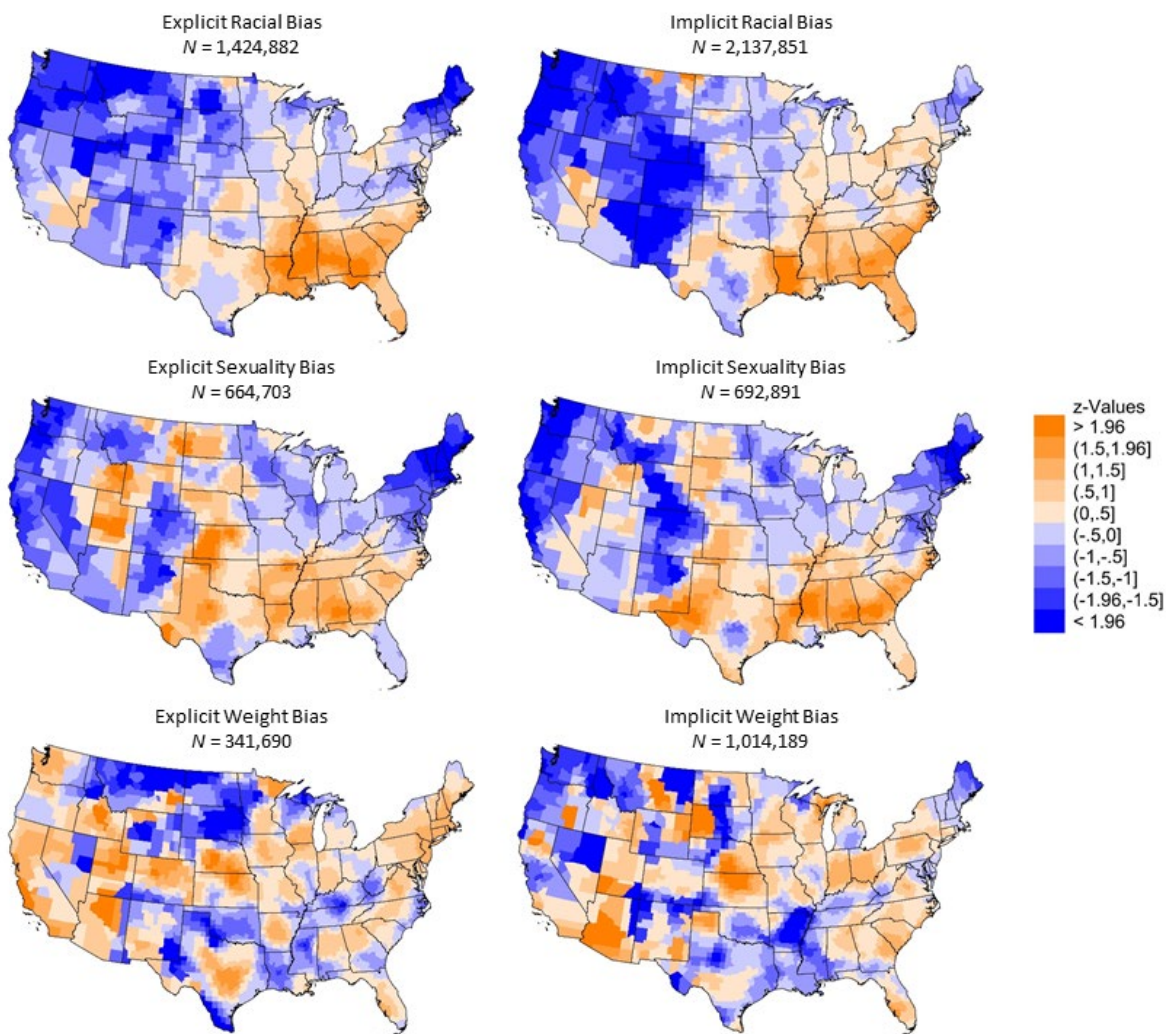 Explicit Racial Bias
N = 1,424,882
Implicit Racial Bias
N = 2,137,851
Explicit Sexuality Bias
N = 664,703
Implicit Sexuality Bias
N = 692,891
z-Values
> 1.96
(1.5,1.96]
(1,1.5]
(.5,1]
(0,.5]
(-.5,0]
(-1,-.5]
(-1.5,-1]
(-1.96,-1.5]
< 1.96
Explicit Weight Bias
N = 341,690
Implicit Weight Bias
N = 1,014,189